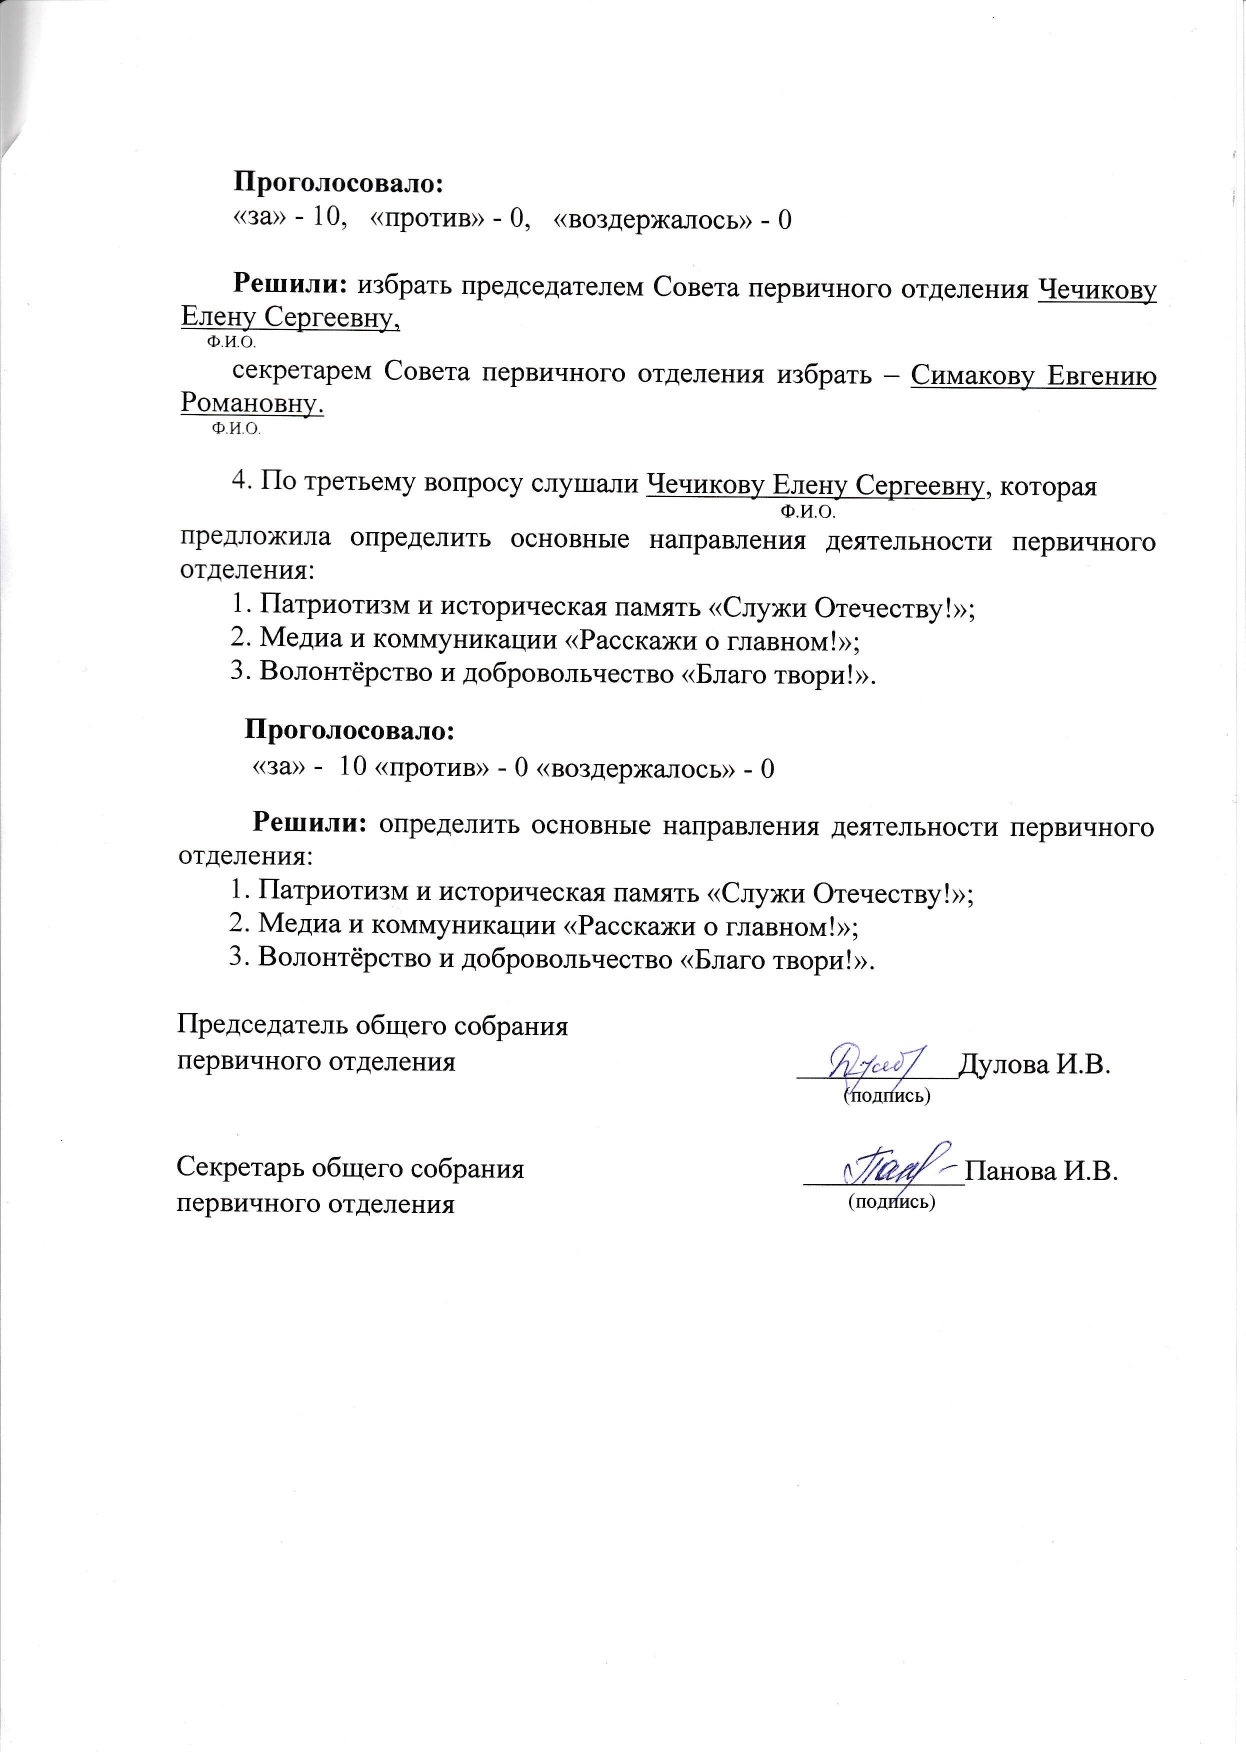 Проголосовало:
«за» - 10, «против» - 0, «воздержалось» - 0
Решили: избрать председателем Совета первичного отделения Чечикову
Елену Сергеевну,
Ф.И.О.
секретарем Совета первичного отделения избрать – Симакову Евгению
Романовну.
Ф.И.О.
4. По третьему вопросу слушали Чечикову Елену Сергеевну, которая
Ф.И.О.
предложила определить основные направления деятельности первичного
отделения:
1. Патриотизм и историческая память «Служи Отечеству!»;
2. Медиа и коммуникации «Расскажи о главном!»;
3. Волонтёрство и добровольчество «Благо твори!».
Проголосовало:
«за» - 10 «против» - 0 «воздержалось» - 0
Решили: определить основные направления деятельности первичного
отделения:
1. Патриотизм и историческая память «Служи Отечеству!»;
2. Медиа и коммуникации «Расскажи о главном!»;
3. Волонтёрство и добровольчество «Благо твори!».
Председатель общего собрания
первичного отделения Дулова И.В.
(подпись)
Секретарь общего собрания Панова И.В.
первичного отделения (подпись)